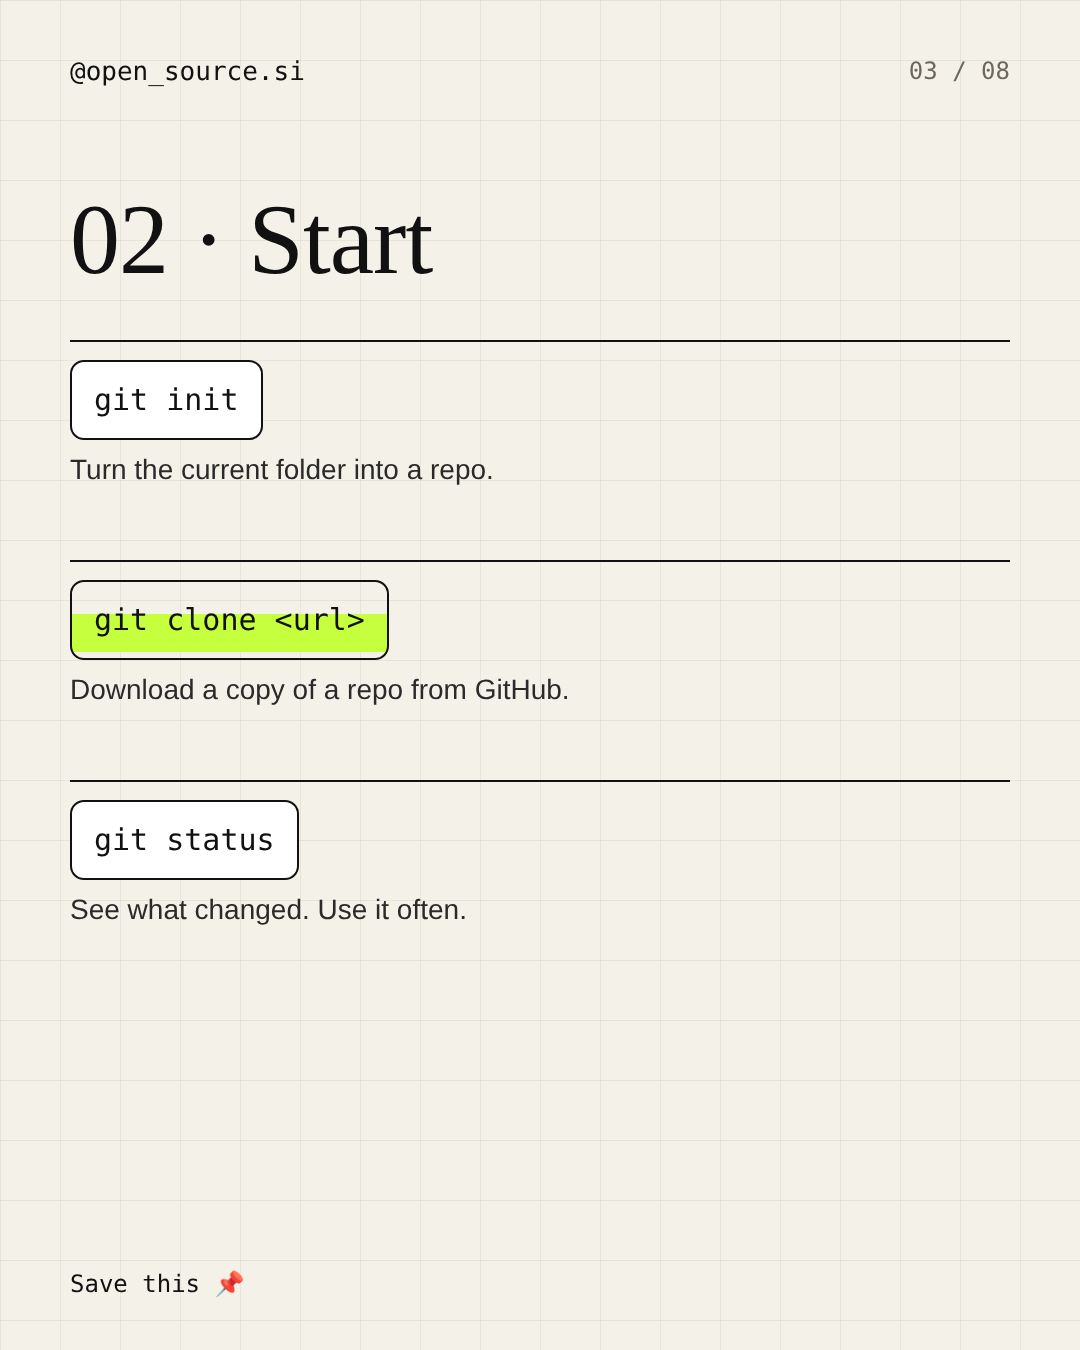 @open_source.si
03 / 08
02 · Start
git init
Turn the current folder into a repo.
git clone <url>
Download a copy of a repo from GitHub.
git status
See what changed. Use it often.
Save this 📌